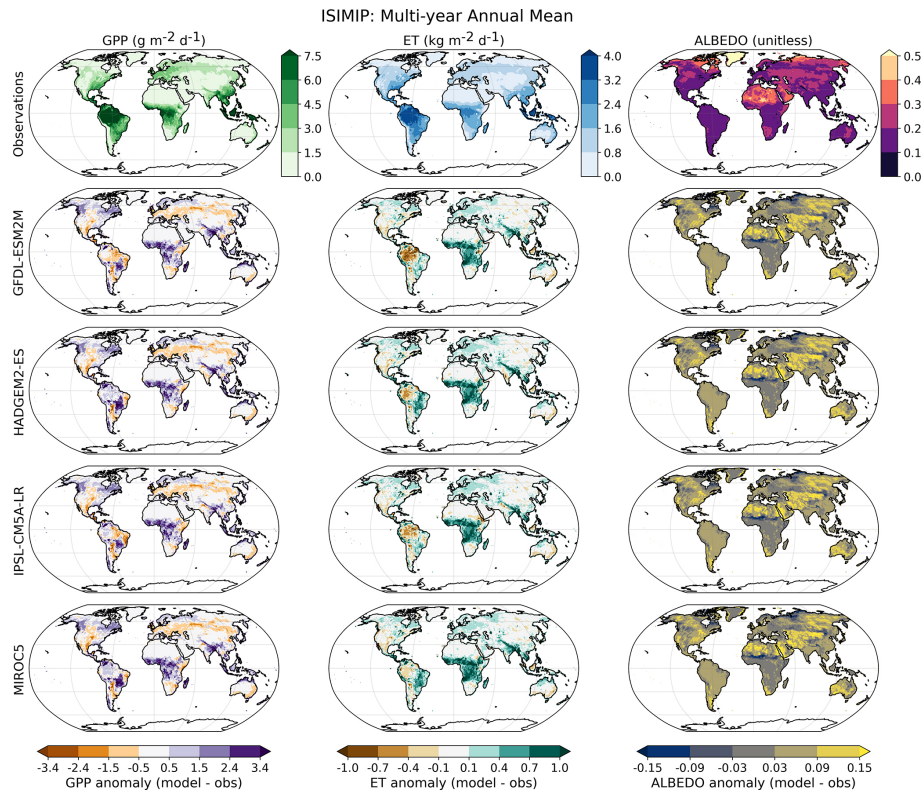 ISIMIP: Multi-year Annual Mean
GPP (g m⁻² d⁻¹)
ET (kg m⁻² d⁻¹)
ALBEDO (unitless)
Observations
7.5
6.0
4.5
3.0
1.5
0.0
4.0
3.2
2.4
1.6
0.8
0.0
0.5
0.4
0.3
0.2
0.1
0.0
GFDL-ESM2M
HADGEM2-ES
IPSL-CM5A-LR
MIROC5
-3.4 -2.4 -1.5 -0.5 0.5 1.5 2.4 3.4
GPP anomaly (model - obs)
-1.0 -0.7 -0.4 -0.1 0.1 0.4 0.7 1.0
ET anomaly (model - obs)
-0.15 -0.09 -0.03 0.03 0.09 0.15
ALBEDO anomaly (model - obs)